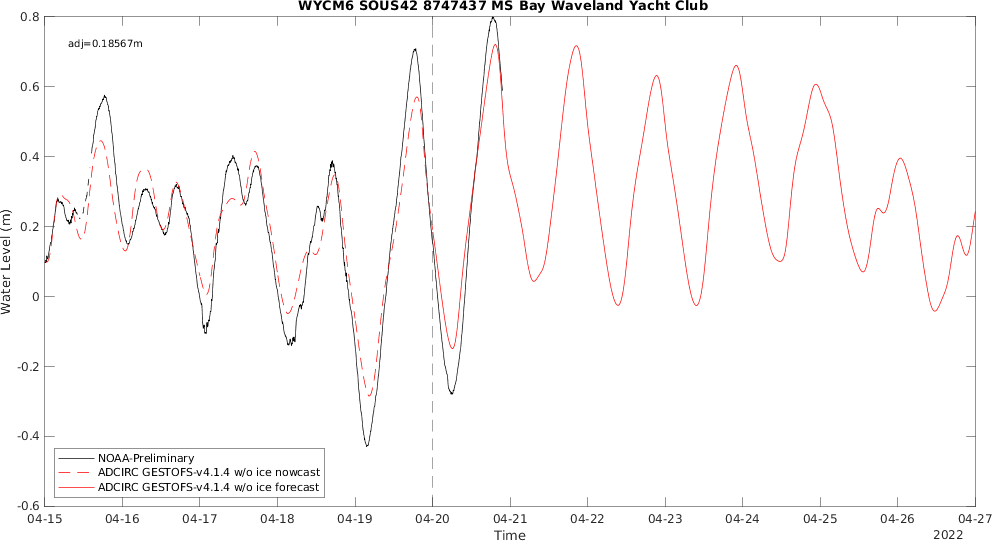 WYCM6 SOUS42 8747437 MS Bay Waveland Yacht Club
adj=0.18567m
0.8
0.6
0.4
0.2
0
-0.2
-0.4
-0.6
Water Level (m)
NOAA-Preliminary
ADCIRC GESTOFS-v4.1.4 w/o ice nowcast
ADCIRC GESTOFS-v4.1.4 w/o ice forecast
04-15 04-16 04-17 04-18 04-19 04-20 04-21 04-22 04-23 04-24 04-25 04-26 04-27
Time
2022